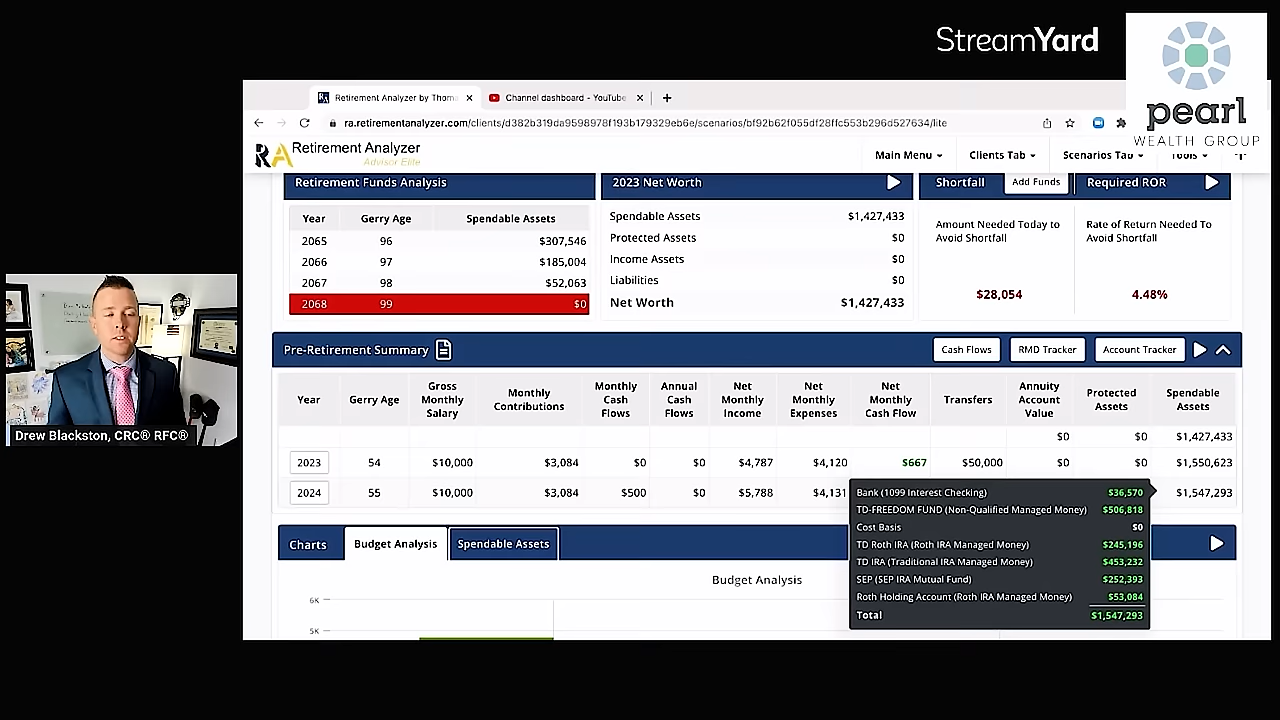 StreamYard
pearl
WEALTH GROUP
Retirement Analyzer by Thom
Channel dashboard - YouTube
ra.retirementanalyzer.com/clients/d382b319da9598978f193b179329eb6e/scenarios/bf92b62f055df28ffc553b296d527634/lite
RA Retirement Analyzer
Advisor Elite
Main Menu
Clients Tab
Scenarios Tab
Tools
Retirement Funds Analysis
Year Gerry Age Spendable Assets
2065 96 $307,546
2066 97 $185,004
2067 98 $52,063
2068 99 $0
2023 Net Worth
Spendable Assets $1,427,433
Protected Assets $0
Income Assets $0
Liabilities $0
Net Worth $1,427,433
Shortfall Add Funds
Amount Needed Today to
Avoid Shortfall
$28,054
Required ROR
Rate of Return Needed To
Avoid Shortfall
4.48%
Drew Blackston, CRC® RFC®
Pre-Retirement Summary
Cash Flows RMD Tracker Account Tracker
Year Gerry Age Gross Monthly Salary Monthly Contributions Monthly Cash Flows Annual Cash Flows Net Monthly Income Net Monthly Expenses Net Monthly Cash Flow Transfers Annuity Account Value Protected Assets Spendable Assets
$0 $0 $1,427,433
2023 54 $10,000 $3,084 $0 $0 $4,787 $4,120 $667 $50,000 $0 $0 $1,550,623
2024 55 $10,000 $3,084 $500 $0 $5,788 $4,131 $1,547,293
Bank (1099 Interest Checking) $36,570
TD-FREEDOM FUND (Non-Qualified Managed Money) $506,818
Cost Basis $0
TD Roth IRA (Roth IRA Managed Money) $245,196
TD IRA (Traditional IRA Managed Money) $453,232
SEP (SEP IRA Mutual Fund) $252,393
Roth Holding Account (Roth IRA Managed Money) $53,084
Total $1,547,293
Charts Budget Analysis Spendable Assets
Budget Analysis
6K
5K